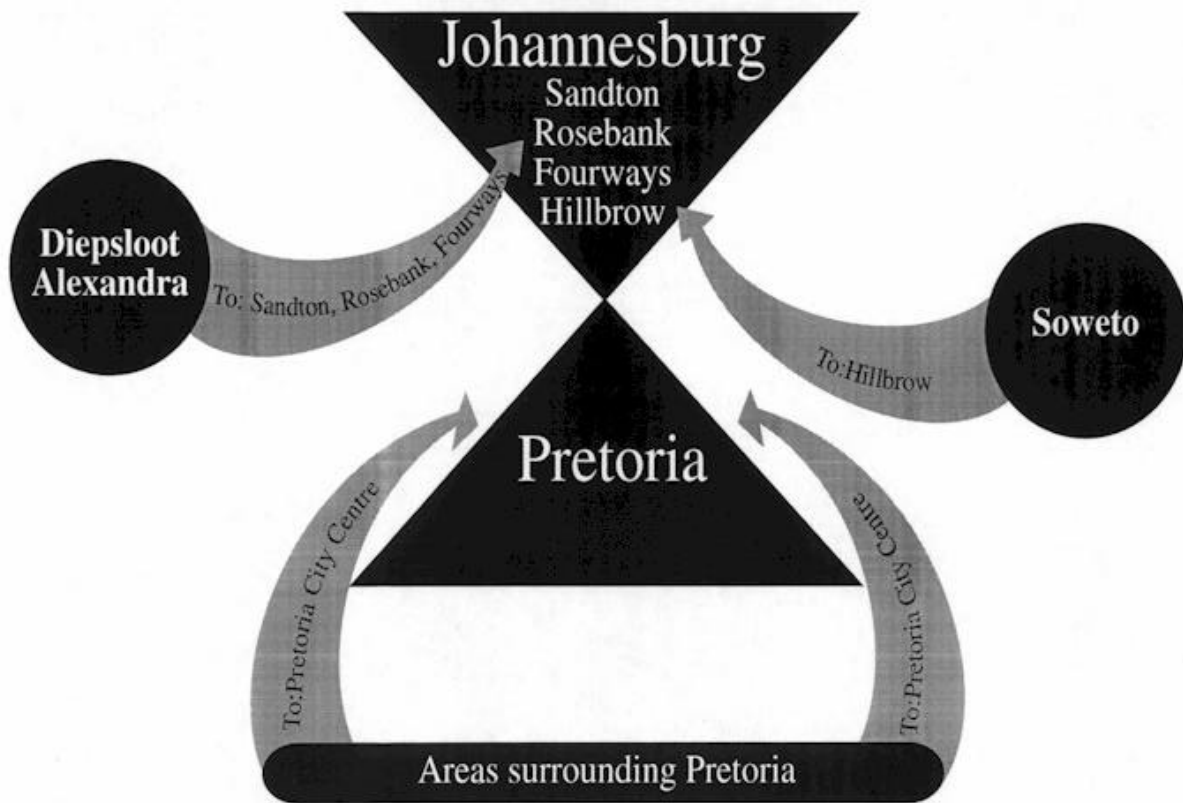 Johannesburg
Sandton
Rosebank
Fourways
Hillbrow
Diepsloot
Alexandra
To: Sandton, Rosebank, Fourways
Soweto
To:Hillbrow
Pretoria
To:Pretoria City Centre
To:Pretoria City Centre
Areas surrounding Pretoria